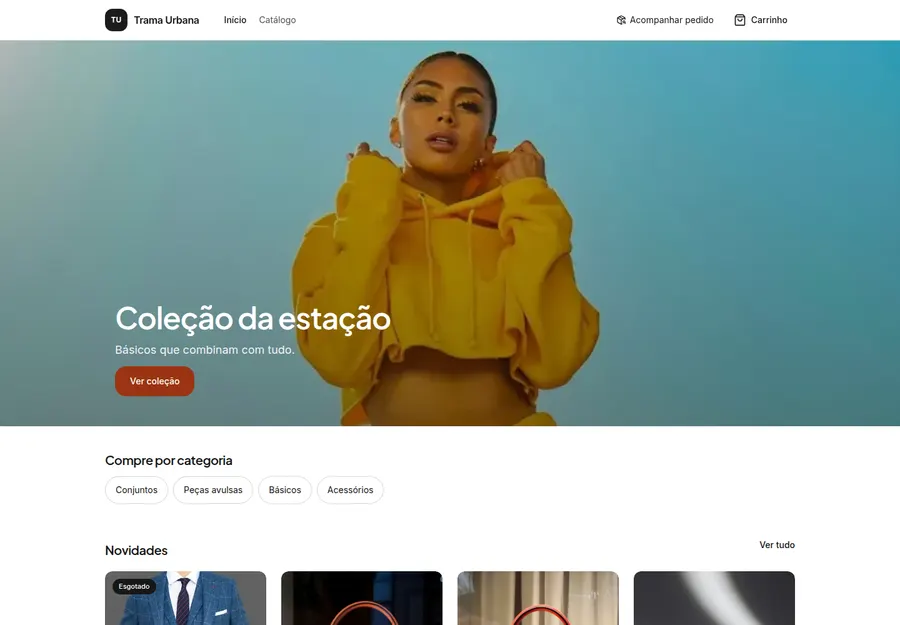 TU
Trama Urbana
Início
Catálogo
Acompanhar pedido
Carrinho
Coleção da estação
Básicos que combinam com tudo.
Ver coleção
Compre por categoria
Conjuntos
Peças avulsas
Básicos
Acessórios
Novidades
Ver tudo
Esgotado